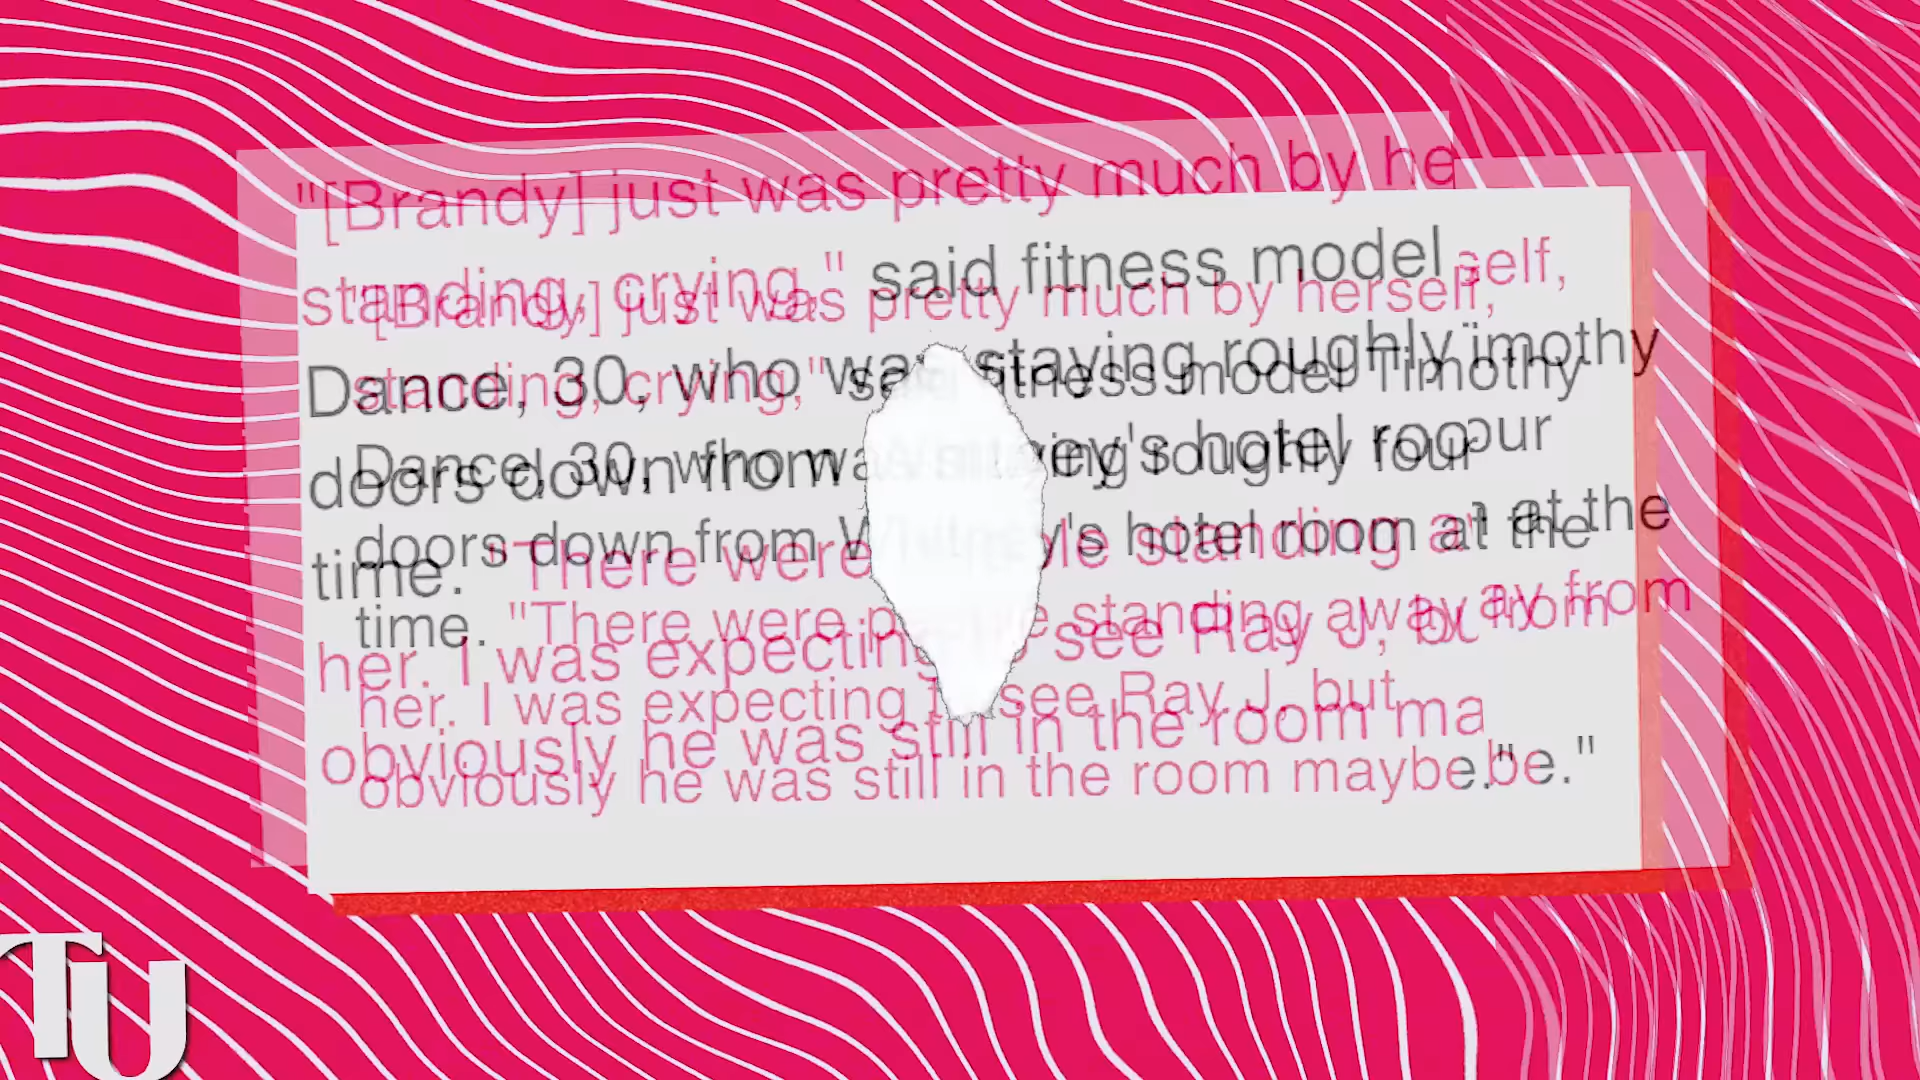 "[Brandy] just was pretty much by herself,
standing, crying," said fitness model Timothy
Dance, 30, who was staying roughly four
doors down from Whitney's hotel room at the
time. "There were people standing away from
her. I was expecting to see Ray J, but
obviously he was still in the room maybe."
TU